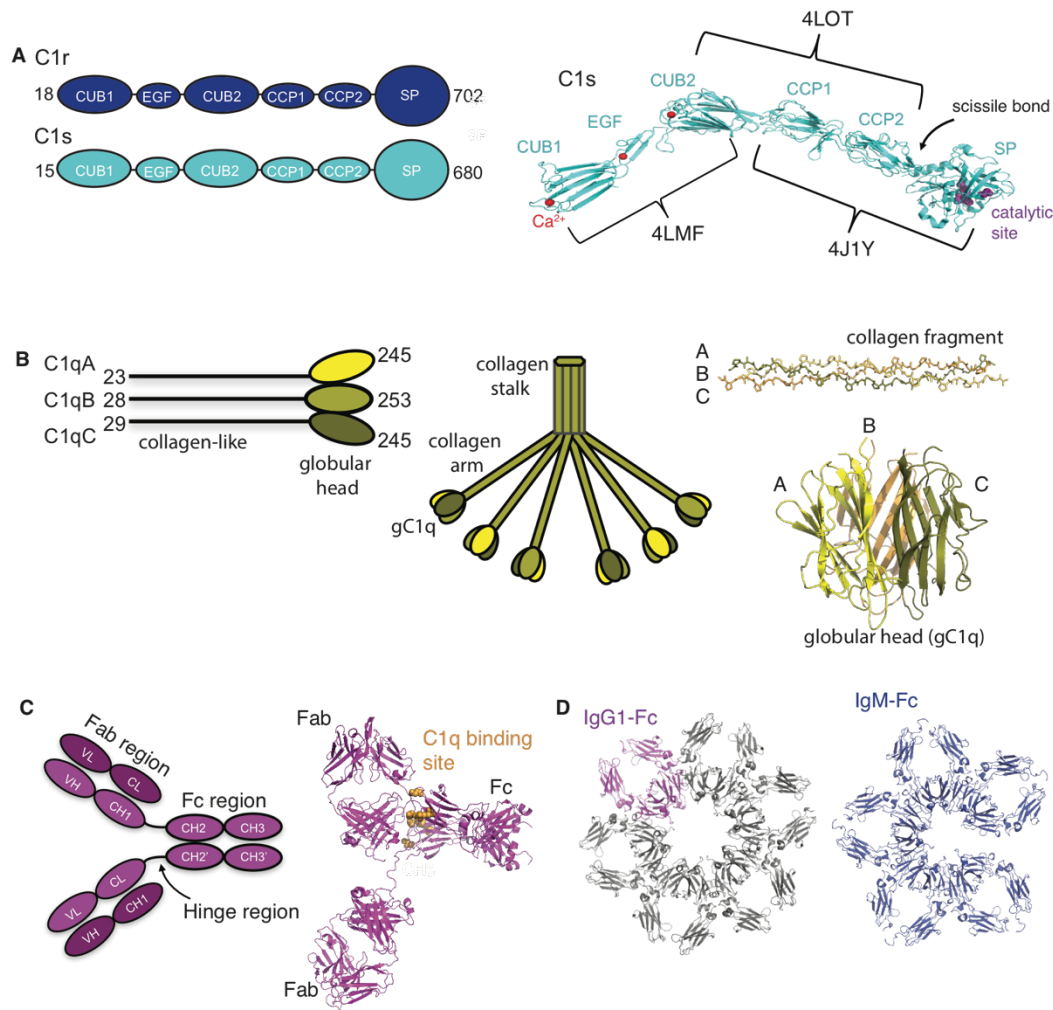 A
C1r
18
CUB1
EGF
CUB2
CCP1
CCP2
SP
702
C1s
15
CUB1
EGF
CUB2
CCP1
CCP2
SP
680
4LOT
C1s
CUB2
CCP1
EGF
CCP2
scissile bond
CUB1
SP
Ca²⁺
catalytic
site
4LMF
4J1Y
B
C1qA
23
245
C1qB
28
253
C1qC
29
245
collagen-like
globular
head
collagen
stalk
collagen
arm
gC1q
collagen fragment
A
B
C
B
A
C
globular head (gC1q)
C
Fab region
VL
CL
VH
CH1
Fc region
CH2
CH3
CH2'
CH3'
CL
VL
CH1
VH
Hinge region
Fab
C1q binding
site
Fc
Fab
D
IgG1-Fc
IgM-Fc